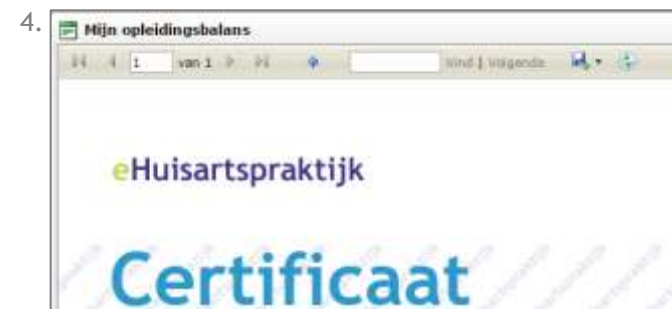 4.
Mijn opleidingsbalans
1 van 1 Vind | Volgende
eHuisartspraktijk
Certificaat